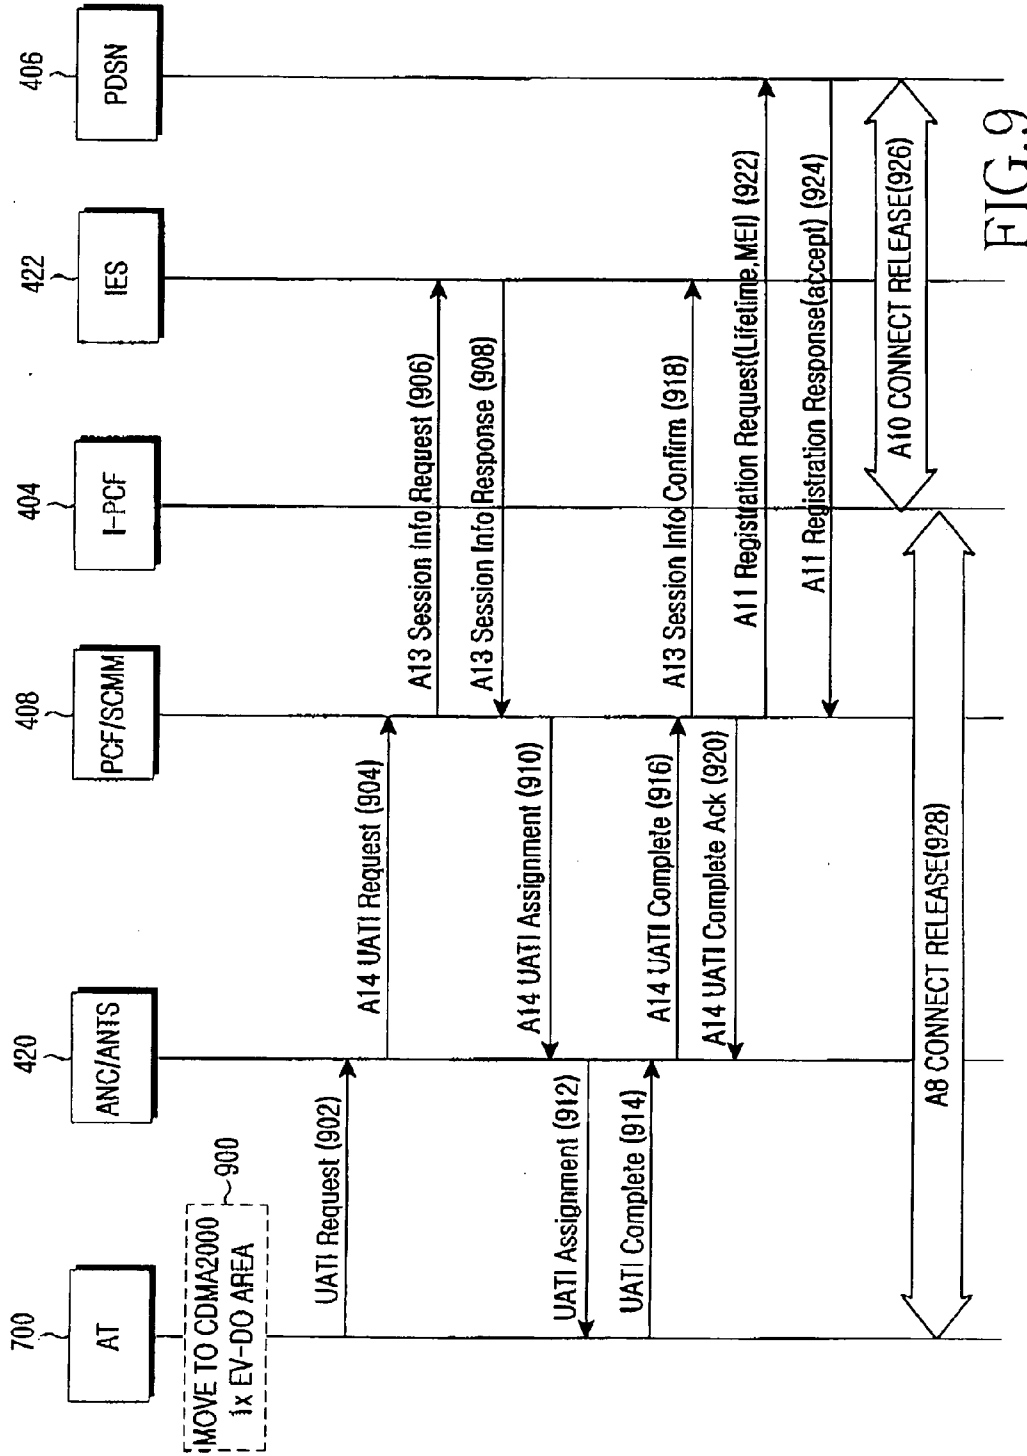 700
AT
420
ANC/ANTS
408
PCF/SCMM
404
I-PCF
422
IES
406
PDSN
MOVE TO CDMA2000
1x EV-DO AREA
900
UATI Request (902)
A14 UATI Request (904)
A13 Session Info Request (906)
A13 Session Info Response (908)
A14 UATI Assignment (910)
UATI Assignment (912)
UATI Complete (914)
A14 UATI Complete (916)
A13 Session Info Confirm (918)
A14 UATI Complete Ack (920)
A11 Registration Request(Lifetime,MEI) (922)
A11 Registration Response(accept) (924)
A10 CONNECT RELEASE(926)
A8 CONNECT RELEASE(928)
FIG.9